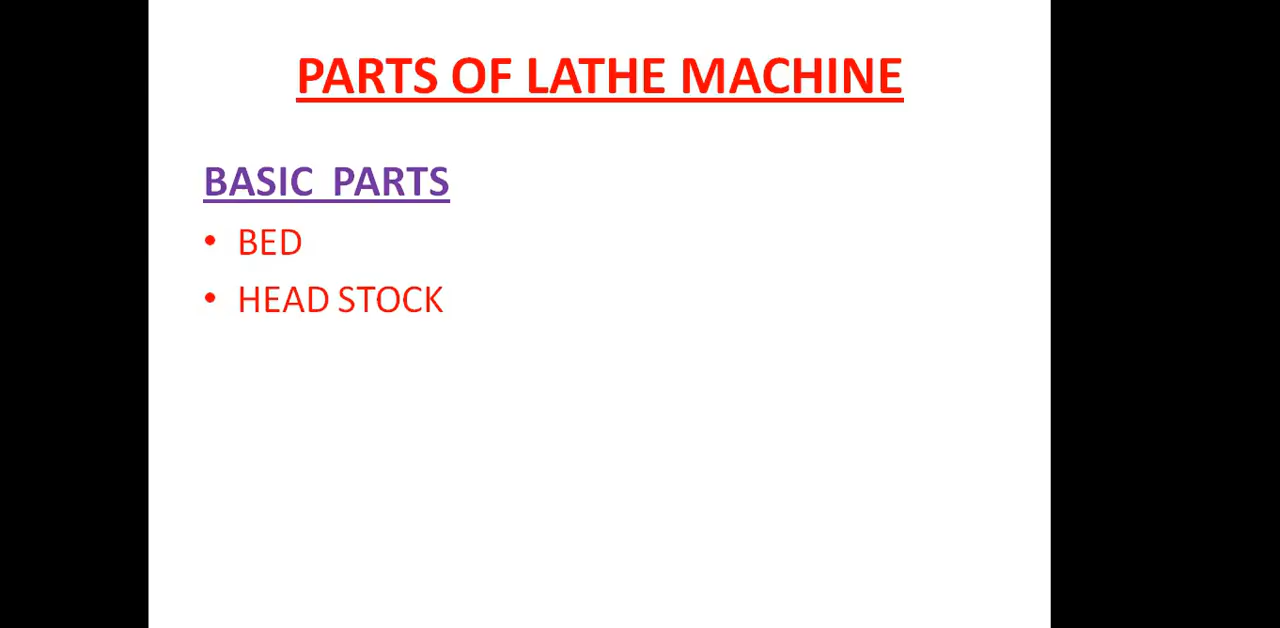 PARTS OF LATHE MACHINE
BASIC PARTS
• BED
• HEAD STOCK